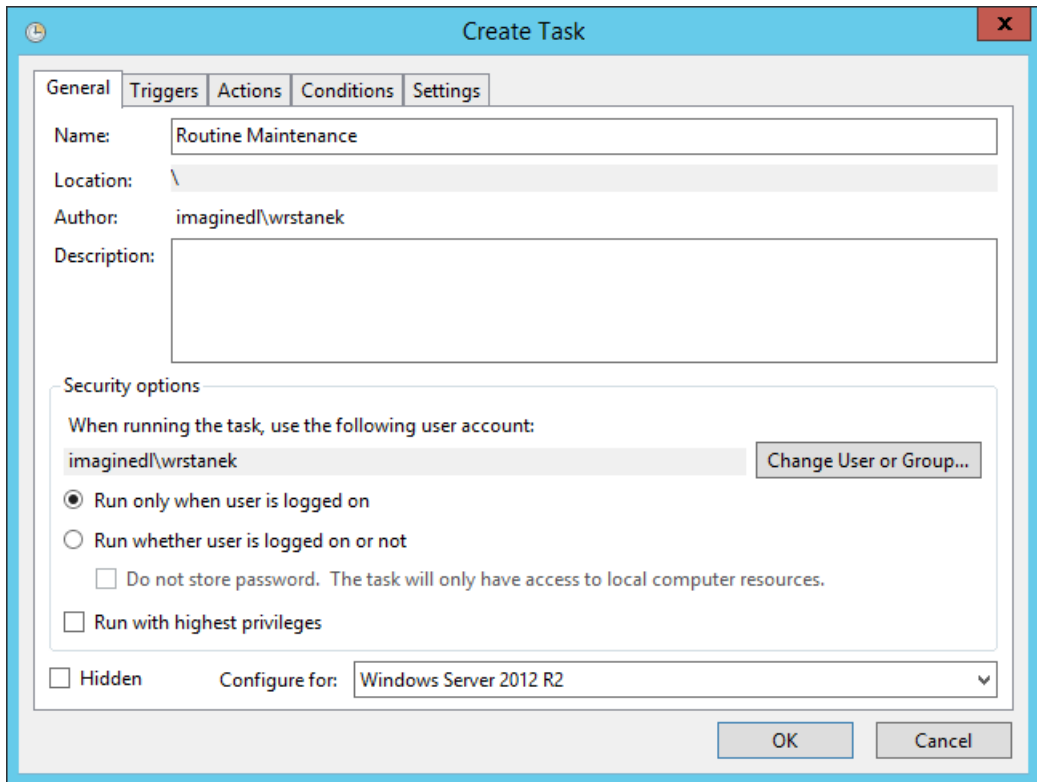 Create Task
x
General Triggers Actions Conditions Settings
Name: Routine Maintenance
Location: \
Author: imaginedl\wrstanek
Description:
Security options
When running the task, use the following user account:
imaginedl\wrstanek Change User or Group...
Run only when user is logged on
Run whether user is logged on or not
Do not store password. The task will only have access to local computer resources.
Run with highest privileges
Hidden Configure for: Windows Server 2012 R2
OK Cancel